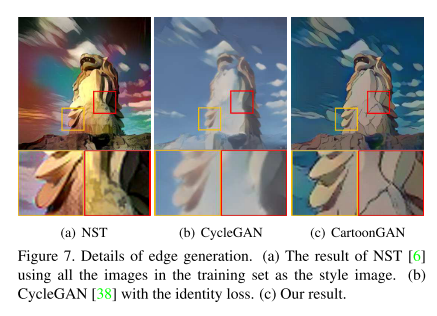 (a) NST (b) CycleGAN (c) CartoonGAN
Figure 7. Details of edge generation. (a) The result of NST [6]
using all the images in the training set as the style image. (b)
CycleGAN [38] with the identity loss. (c) Our result.